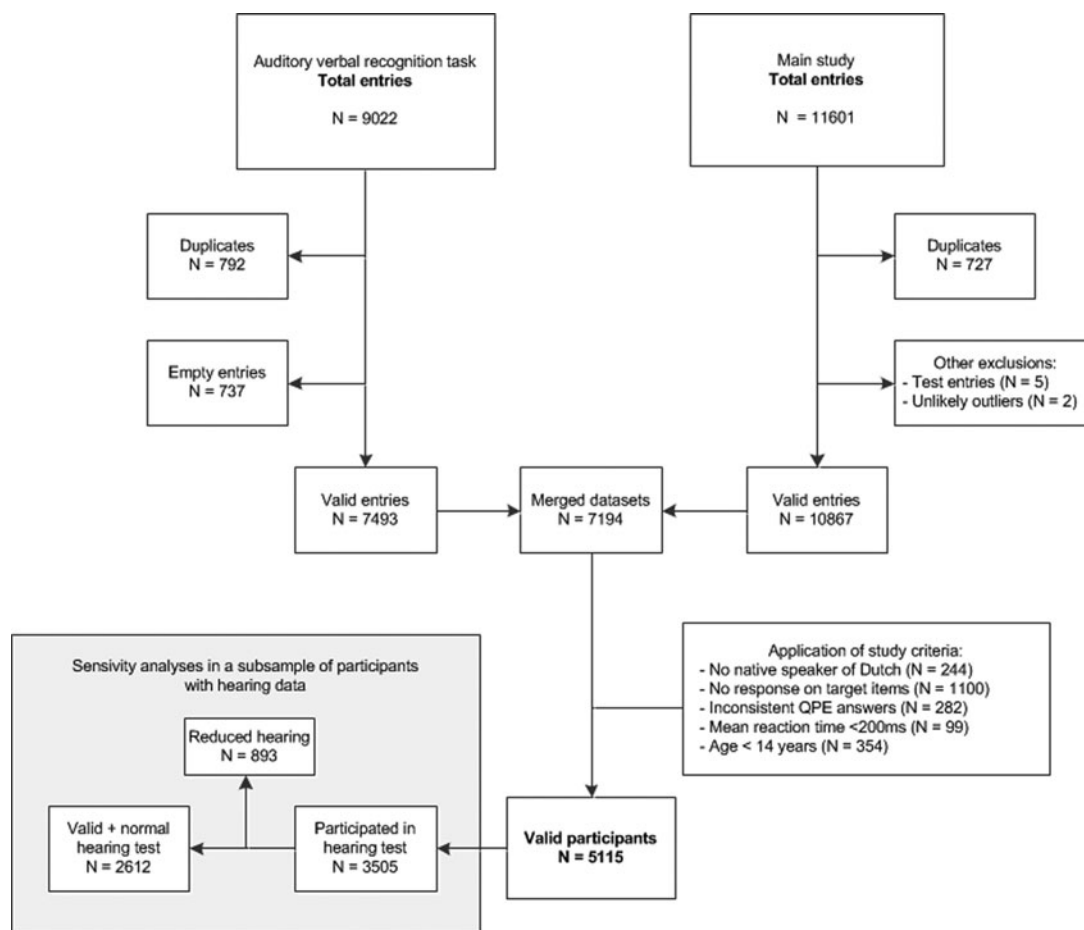 Auditory verbal recognition task
Total entries
N = 9022
Main study
Total entries
N = 11601
Duplicates
N = 792
Duplicates
N = 727
Empty entries
N = 737
Other exclusions:
- Test entries (N = 5)
- Unlikely outliers (N = 2)
Valid entries
N = 7493
Merged datasets
N = 7194
Valid entries
N = 10867
Application of study criteria:
- No native speaker of Dutch (N = 244)
- No response on target items (N = 1100)
- Inconsistent QPE answers (N = 282)
- Mean reaction time <200ms (N = 99)
- Age < 14 years (N = 354)
Sensivity analyses in a subsample of participants
with hearing data
Reduced hearing
N = 893
Valid + normal
hearing test
N = 2612
Participated in
hearing test
N = 3505
Valid participants
N = 5115